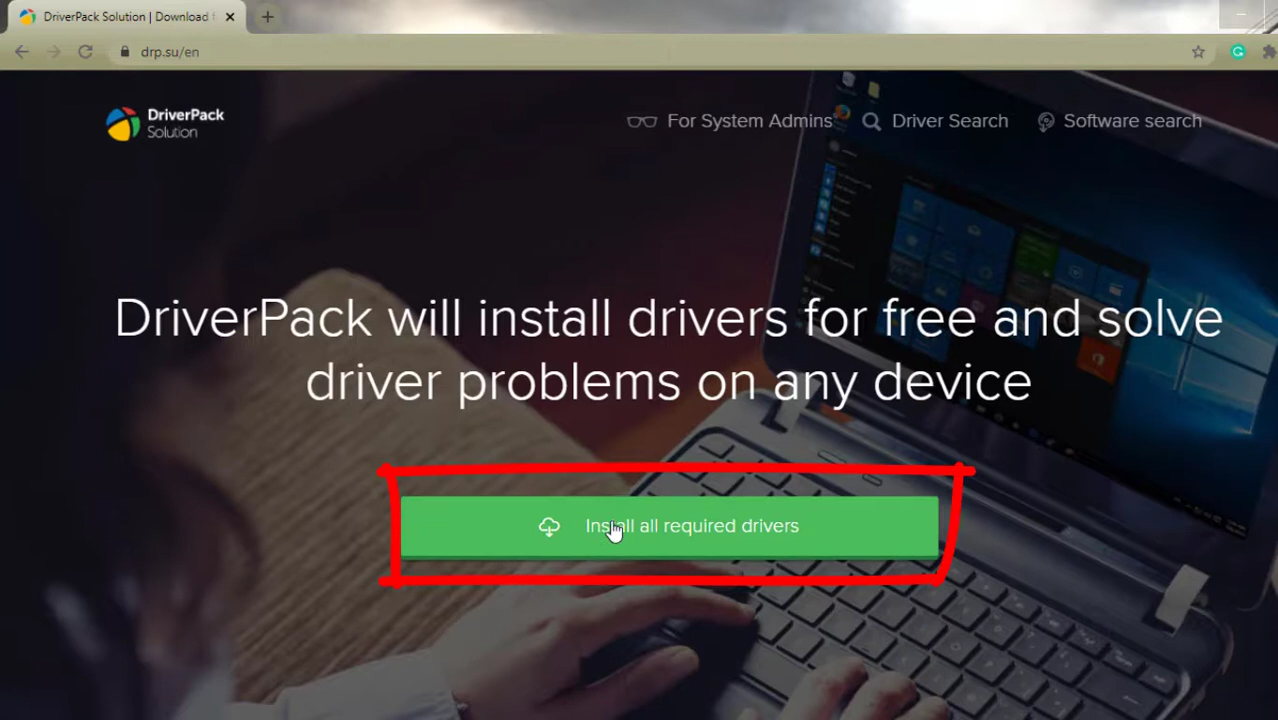 DriverPack Solution | Download
drp.su/en
DriverPack
Solution
For System Admins
Driver Search
Software search
DriverPack will install drivers for free and solve
driver problems on any device
Install all required drivers